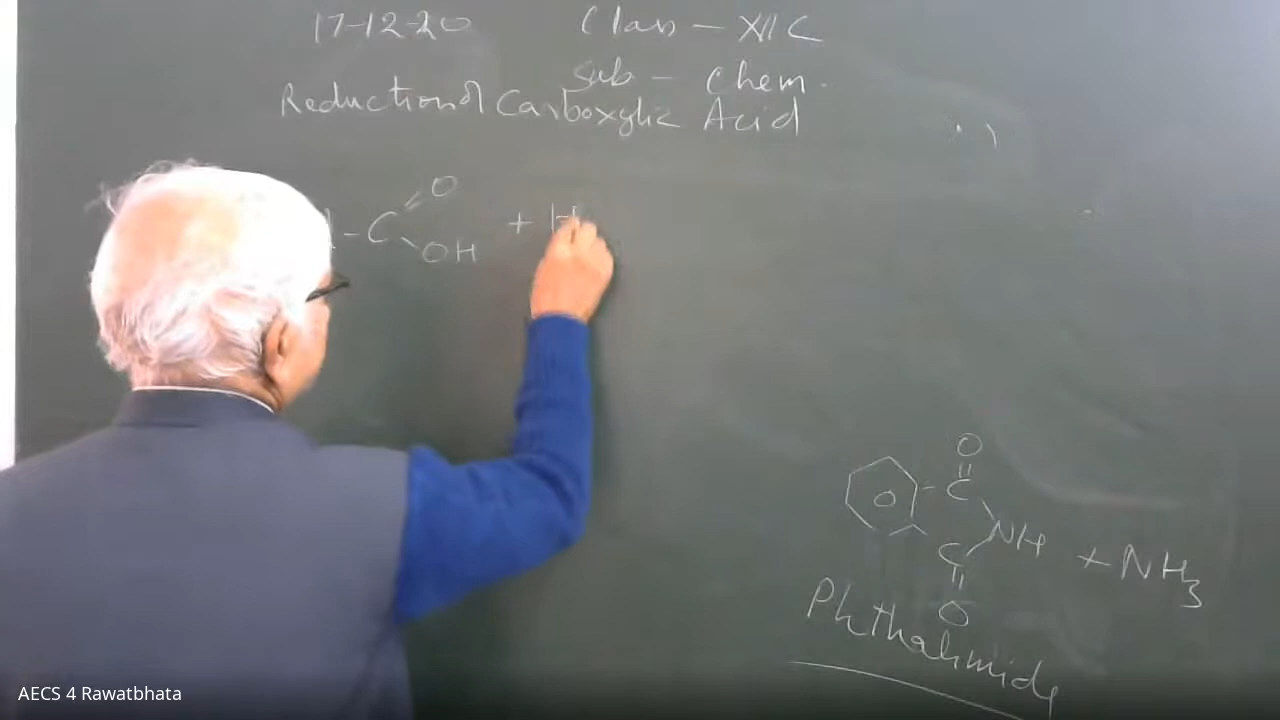 17-12-20 Class - XII C
Sub - Chem.
Reduction of Carboxylic Acid
- C O
OH + H
O
C
NH + NH3
C
O
Phthalimide
AECS 4 Rawatbhata